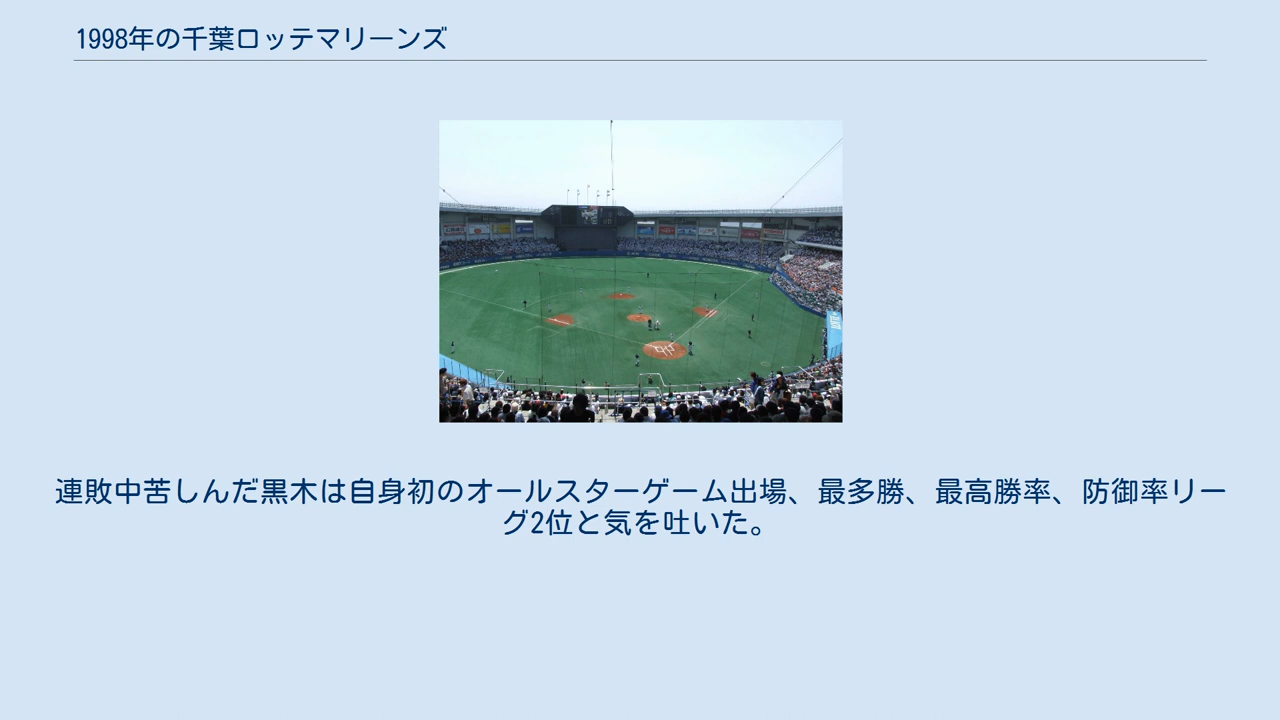 1998年の千葉ロッテマリーンズ
連敗中苦しんだ黒木は自身初のオールスターゲーム出場、最多勝、最高勝率、防御率リー
グ2位と気を吐いた。